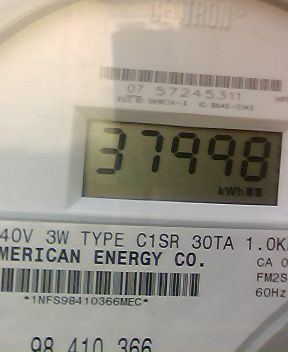 CENTRON®
07 57245311
37998
kWh
40V 3W TYPE C1SR 30TA 1.0K
MERICAN ENERGY CO.
CA 0
FM2S
*1NFS98410366MEC*
60Hz
98 410 366